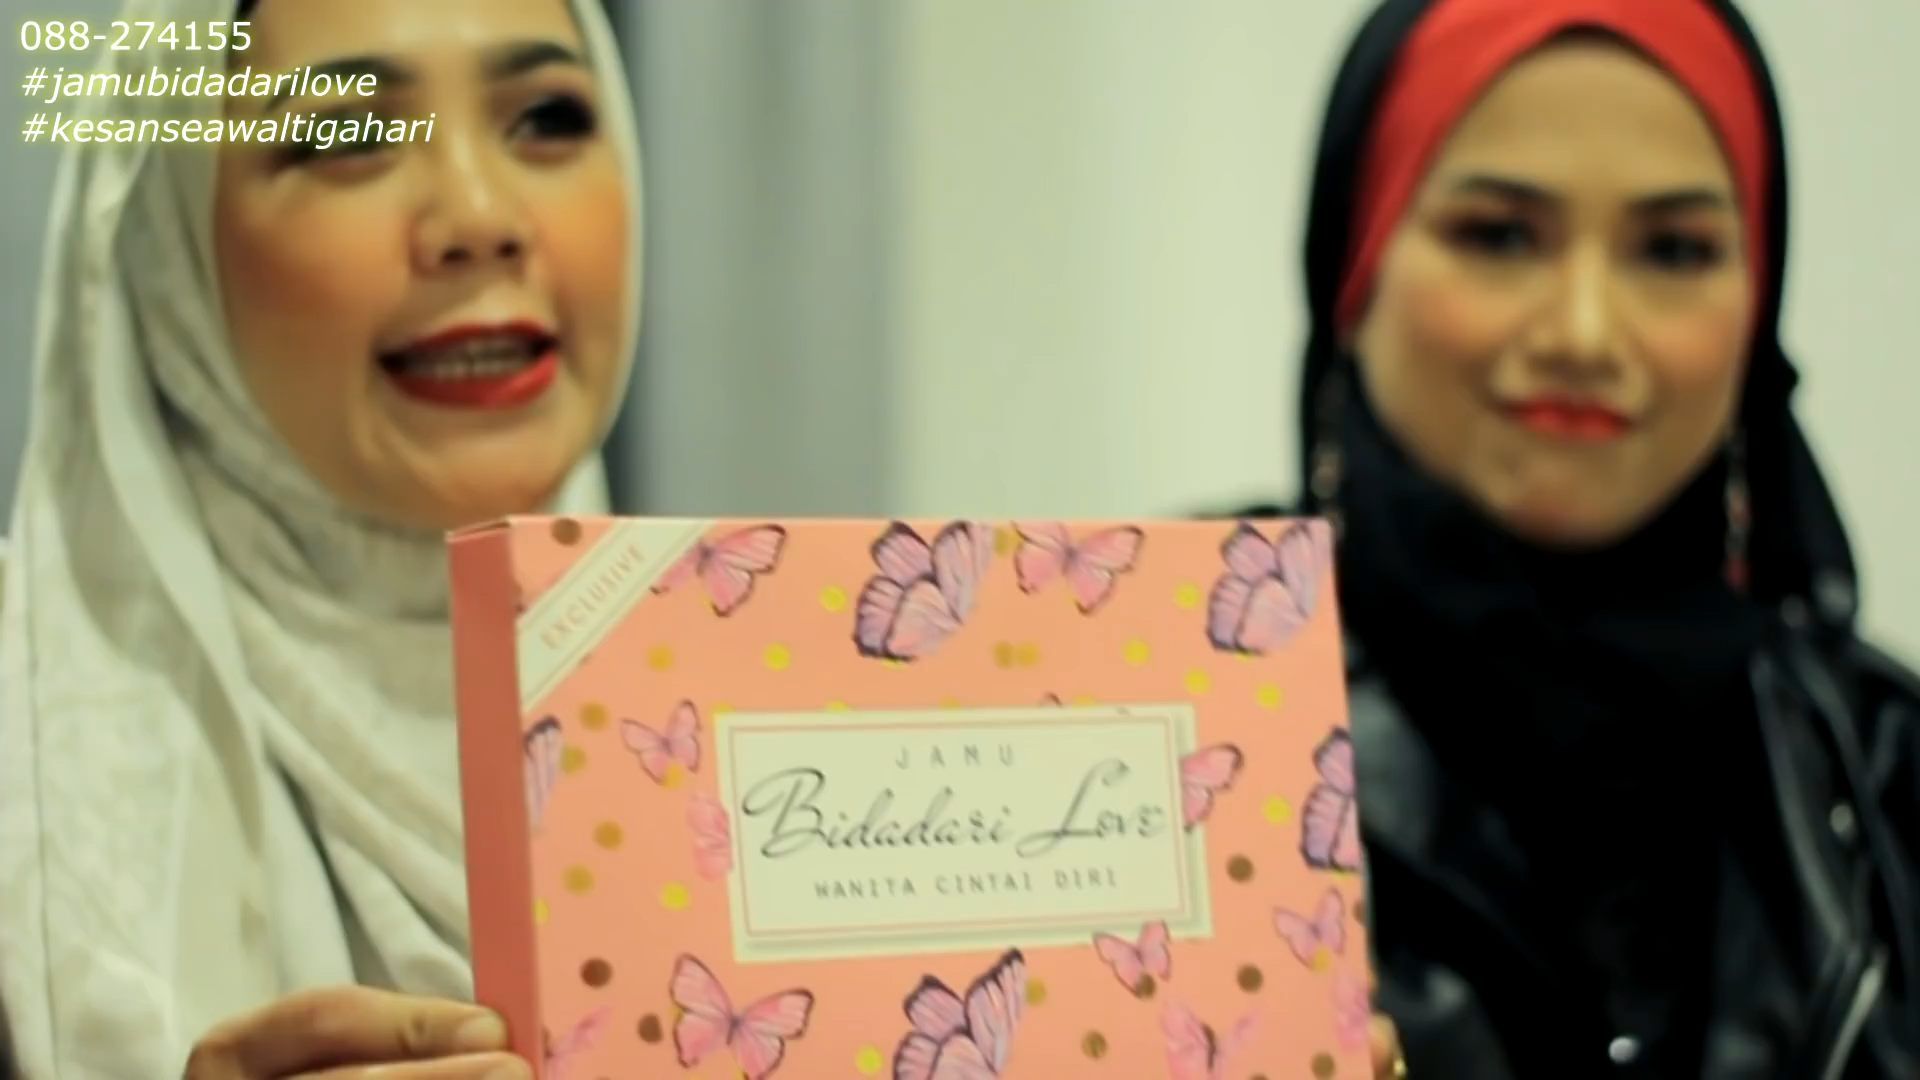 088-274155
#jamubidadarilove
#kesanseawaltigahari
EXCLUSIVE
JAMU
Bidadari Love
WANITA CINTAI DIRI